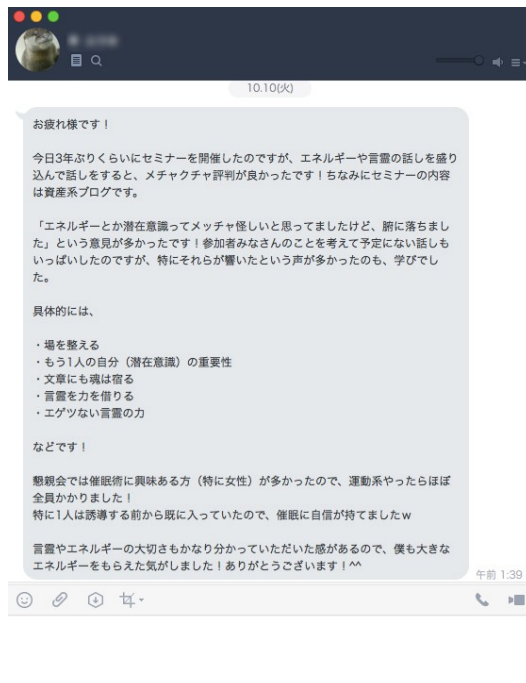 10.10(火)
お疲れ様です！
今日3年ぶりくらいにセミナーを開催したのですが、エネルギーや言霊の話しを盛り
込んで話しをすると、メチャクチャ評判が良かったです！ちなみにセミナーの内容
は資産系ブログです。
「エネルギーとか潜在意識ってメッチャ怪しいと思ってましたけど、腑に落ちまし
た」という意見が多かったです！参加者みなさんのことを考えて予定にない話しも
いっぱいしたのですが、特にそれらが響いたという声が多かったのも、学びでし
た。
具体的には、
・場を整える
・もう1人の自分（潜在意識）の重要性
・文章にも魂は宿る
・言霊を力を借りる
・エゲツない言霊の力
などです！
懇親会では催眠術に興味ある方（特に女性）が多かったので、運動系やったらほぼ
全員かかりました！
特に1人は誘導する前から既に入っていたので、催眠に自信が持てましたｗ
言霊やエネルギーの大切さもかなり分かっていただいた感があるので、僕も大きな
エネルギーをもらえた気がしました！ありがとうございます！^^
午前 1:39